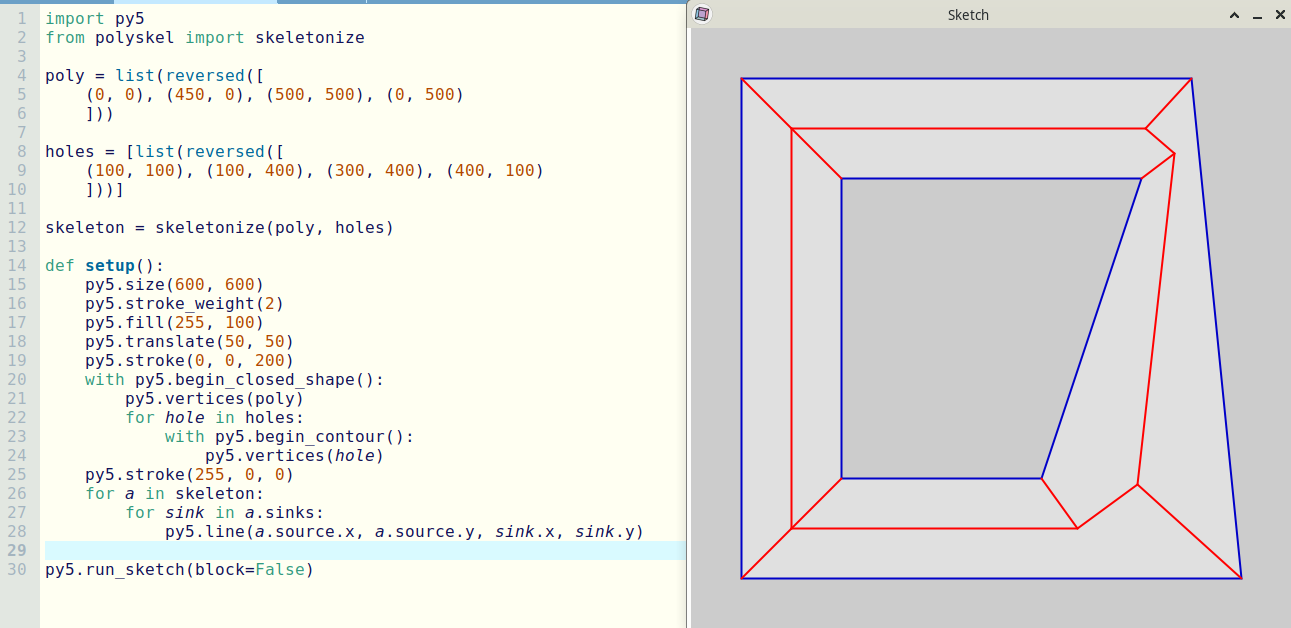 Sketch
1 import py5
2 from polyskel import skeletonize
3
4 poly = list(reversed([
5     (0, 0), (450, 0), (500, 500), (0, 500)
6     ]))
7
8 holes = [list(reversed([
9     (100, 100), (100, 400), (300, 400), (400, 100)
10     ]))]
11
12 skeleton = skeletonize(poly, holes)
13
14 def setup():
15     py5.size(600, 600)
16     py5.stroke_weight(2)
17     py5.fill(255, 100)
18     py5.translate(50, 50)
19     py5.stroke(0, 0, 200)
20     with py5.begin_closed_shape():
21         py5.vertices(poly)
22         for hole in holes:
23             with py5.begin_contour():
24                 py5.vertices(hole)
25     py5.stroke(255, 0, 0)
26     for a in skeleton:
27         for sink in a.sinks:
28             py5.line(a.source.x, a.source.y, sink.x, sink.y)
29
30 py5.run_sketch(block=False)